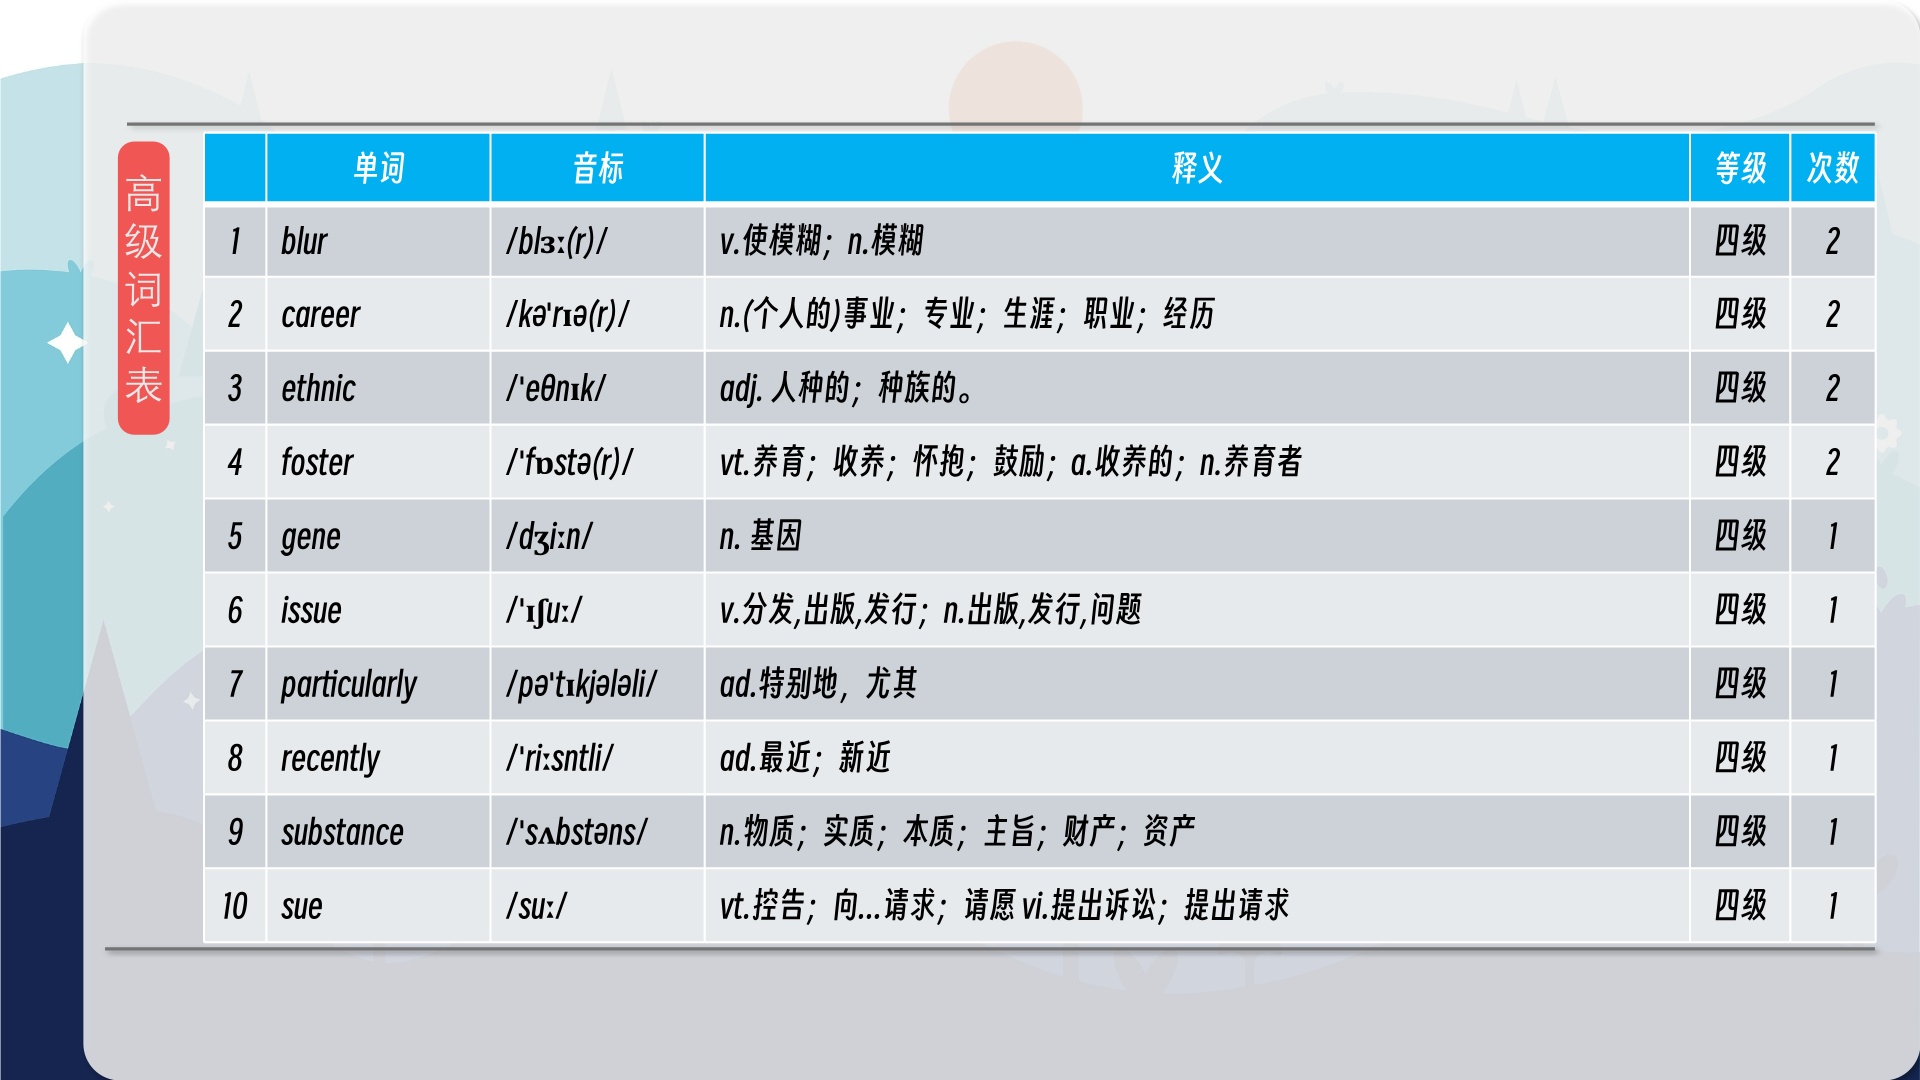 高级词汇表
单词 音标 释义 等级 次数
1 blur /blɜː(r)/ v.使模糊；n.模糊 四级 2
2 career /kə'rɪə(r)/ n.(个人的)事业；专业；生涯；职业；经历 四级 2
3 ethnic /'eθnɪk/ adj. 人种的；种族的。 四级 2
4 foster /'fɒstə(r)/ vt.养育；收养；怀抱；鼓励；a.收养的；n.养育者 四级 2
5 gene /dʒiːn/ n. 基因 四级 1
6 issue /'ɪʃuː/ v.分发,出版,发行；n.出版,发行,问题 四级 1
7 particularly /pə'tɪkjələli/ ad.特别地，尤其 四级 1
8 recently /'riːsntli/ ad.最近；新近 四级 1
9 substance /'sʌbstəns/ n.物质；实质；本质；主旨；财产；资产 四级 1
10 sue /suː/ vt.控告；向...请求；请愿 vi.提出诉讼；提出请求 四级 1